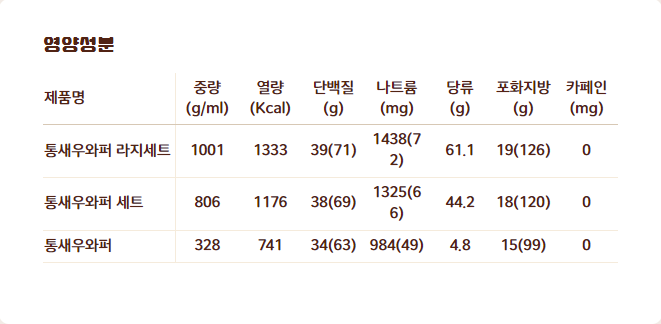 영양성분
제품명 중량 (g/ml) 열량 (Kcal) 단백질 (g) 나트륨 (mg) 당류 (g) 포화지방 (g) 카페인 (mg)
통새우와퍼 라지세트 1001 1333 39(71) 1438(72) 61.1 19(126) 0
통새우와퍼 세트 806 1176 38(69) 1325(66) 44.2 18(120) 0
통새우와퍼 328 741 34(63) 984(49) 4.8 15(99) 0